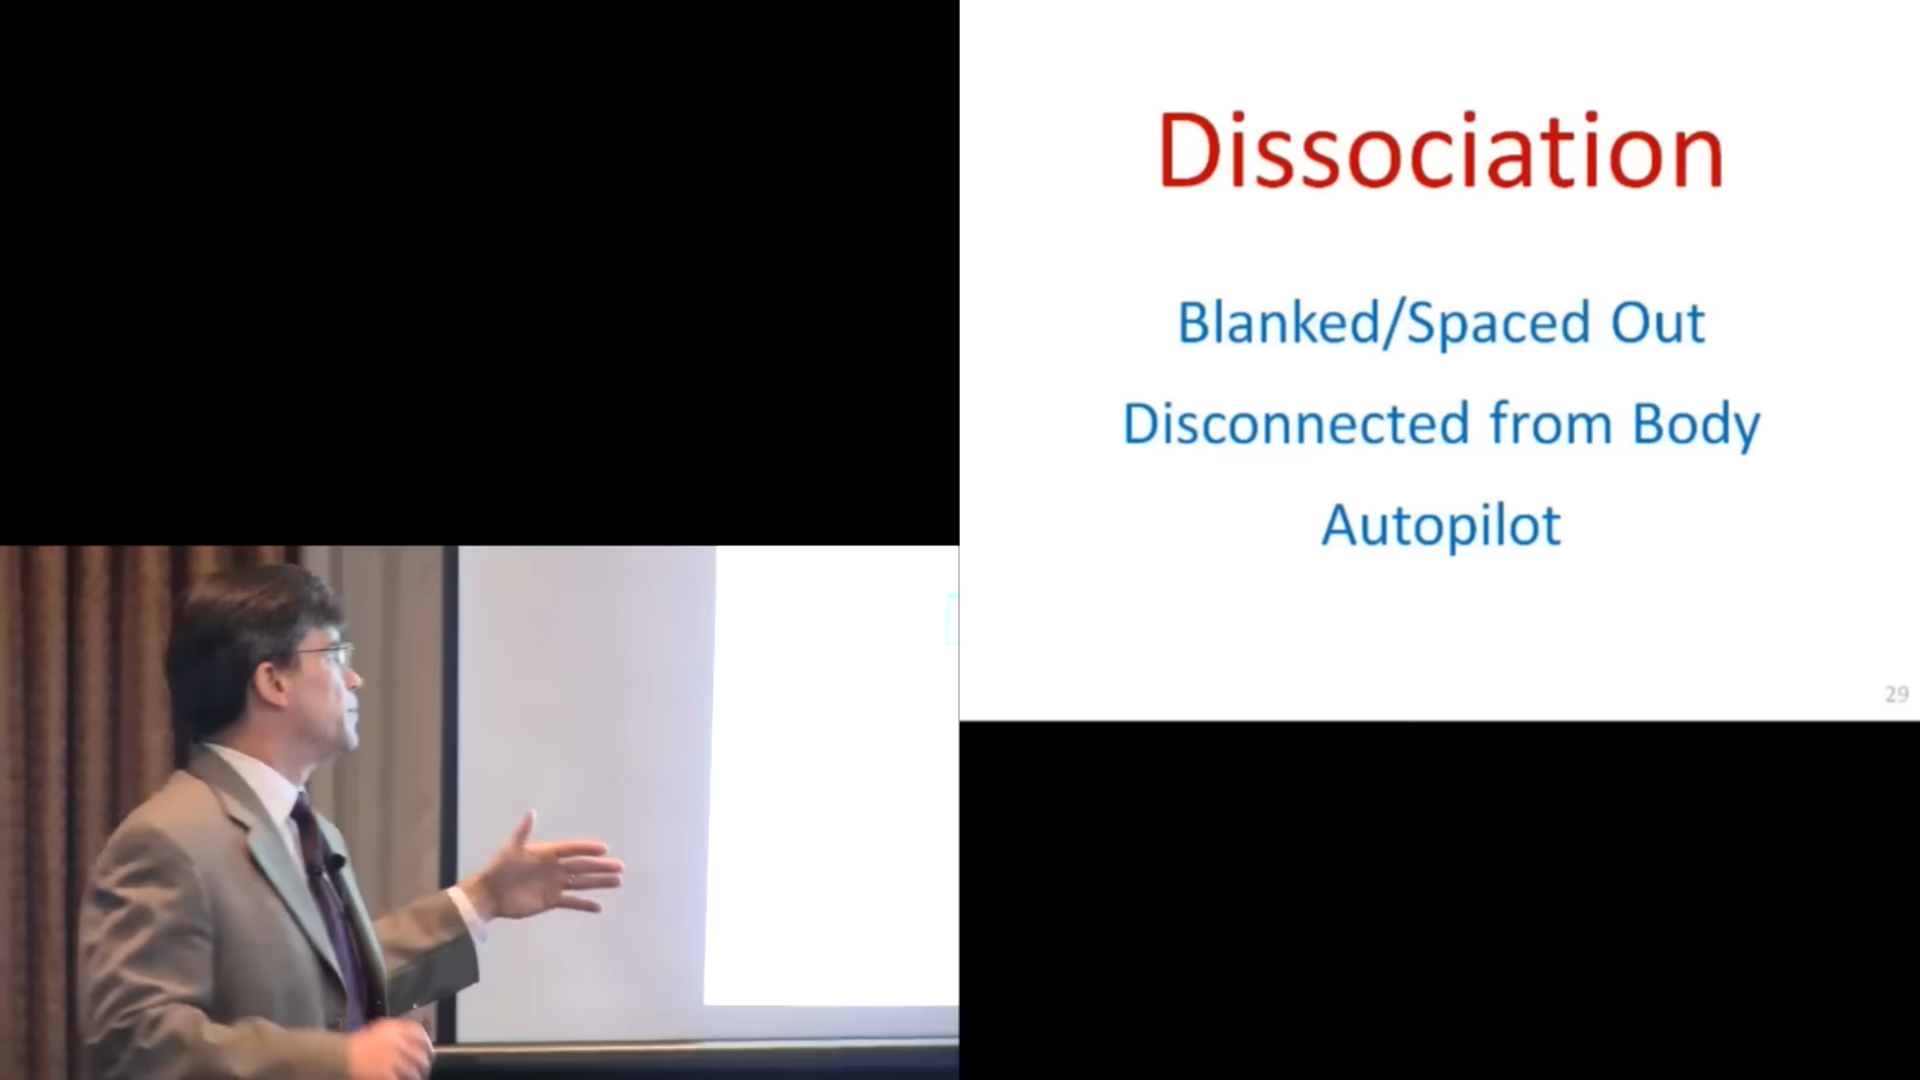 Dissociation
Blanked/Spaced Out
Disconnected from Body
Autopilot
29